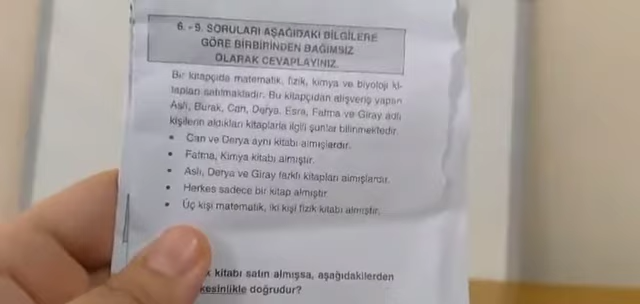 6. - 9. SORULARI AŞAĞIDAKİ BİLGİLERE
GÖRE BİRBİRİNDEN BAĞIMSIZ
OLARAK CEVAPLAYINIZ.
Bir kitapçıda matematik, fizik, kimya ve biyoloji ki-
tapları satılmaktadır. Bu kitapçıdan alışveriş yapan
Aslı, Burak, Can, Derya, Esra, Fatma ve Giray adlı
kişilerin aldıkları kitaplarla ilgili şunlar bilinmektedir.
• Can ve Derya aynı kitabı almışlardır.
• Fatma, Kimya kitabı almıştır.
• Aslı, Derya ve Giray farklı kitapları almışlardır.
• Herkes sadece bir kitap almıştır.
• Üç kişi matematik, iki kişi fizik kitabı almıştır.
kitabı satın almışsa, aşağıdakilerden
kesinlikle doğrudur?